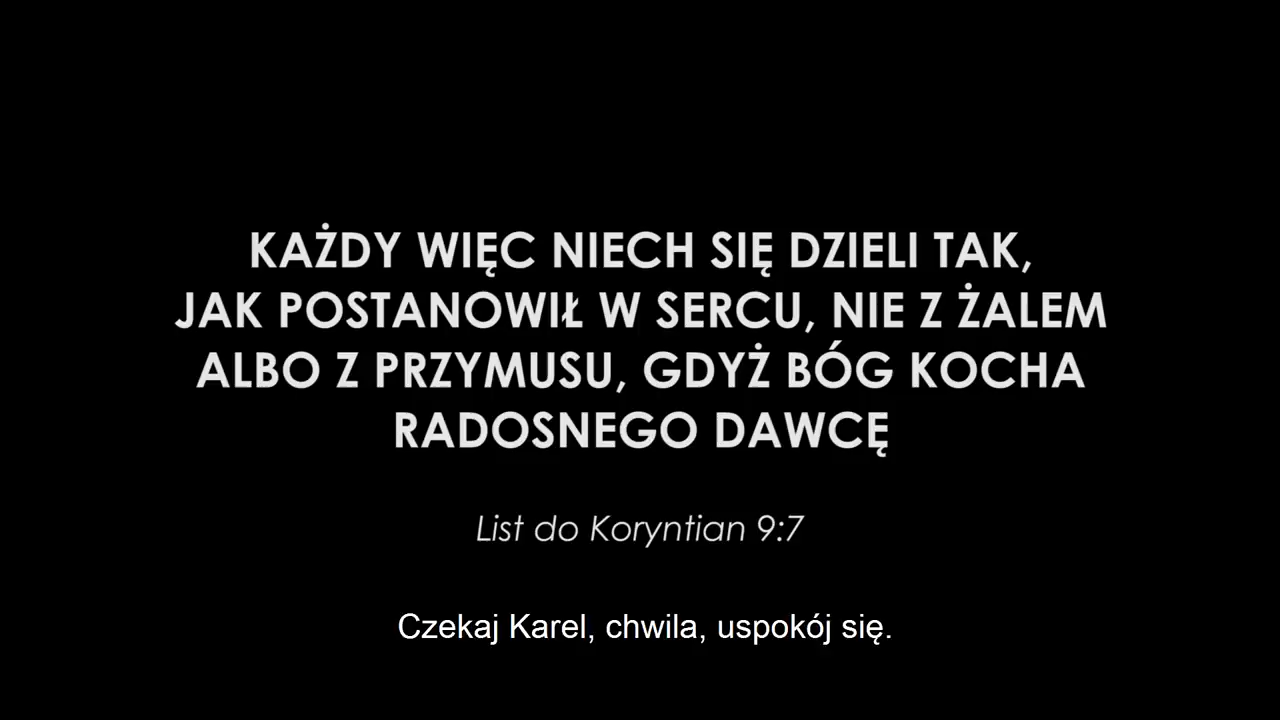 KAŻDY WIĘC NIECH SIĘ DZIELI TAK,
JAK POSTANOWIŁ W SERCU, NIE Z ŻALEM
ALBO Z PRZYMUSU, GDYŻ BÓG KOCHA
RADOSNEGO DAWCĘ
List do Koryntian 9:7
Czekaj Karel, chwila, uspokój się.